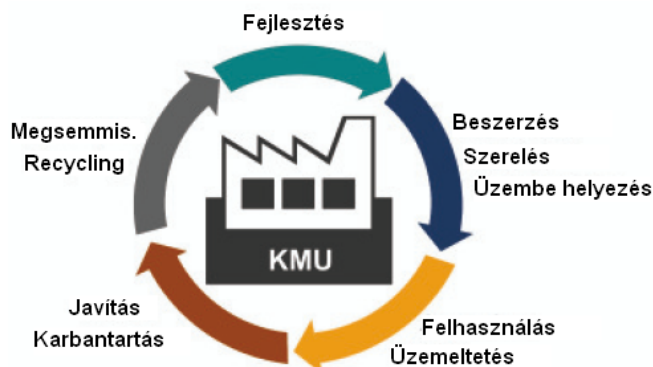 Fejlesztés
Beszerzés
Szerelés
Üzembe helyezés
Felhasználás
Üzemeltetés
Javítás
Karbantartás
Megsemmis.
Recycling
KMU